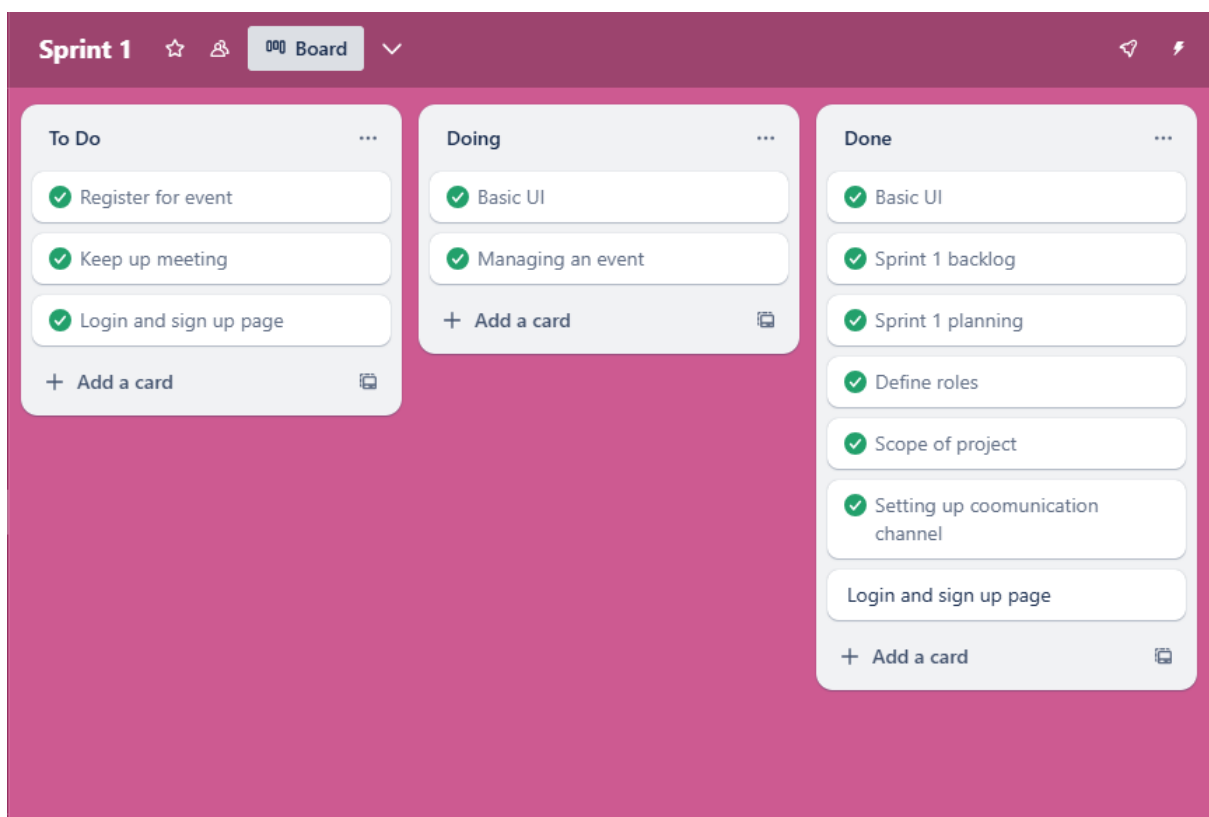 Sprint 1
Board
To Do
Register for event
Keep up meeting
Login and sign up page
+ Add a card
Doing
Basic UI
Managing an event
+ Add a card
Done
Basic UI
Sprint 1 backlog
Sprint 1 planning
Define roles
Scope of project
Setting up coomunication
channel
Login and sign up page
+ Add a card